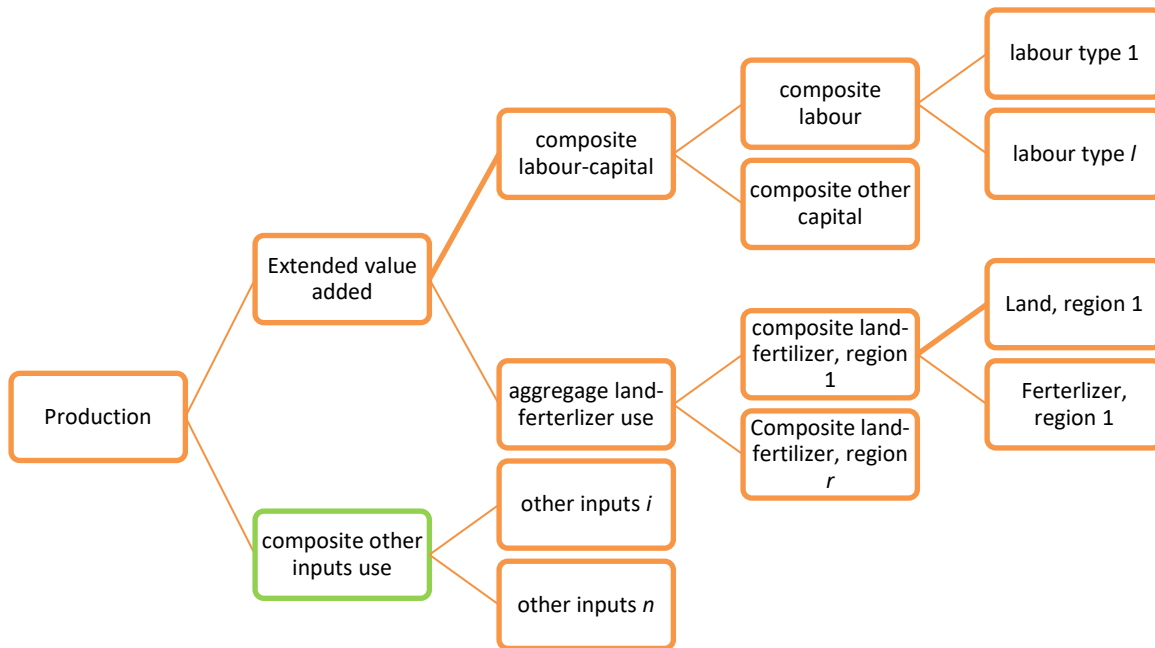 labour type 1
composite
labour
composite
labour-capital
labour type l
composite other
capital
Extended value
added
Land, region 1
composite land-
fertilizer, region
1
aggregage land-
ferterlizer use
Ferterlizer,
region 1
Production
Composite land-
fertilizer, region
r
other inputs i
composite other
inputs use
other inputs n